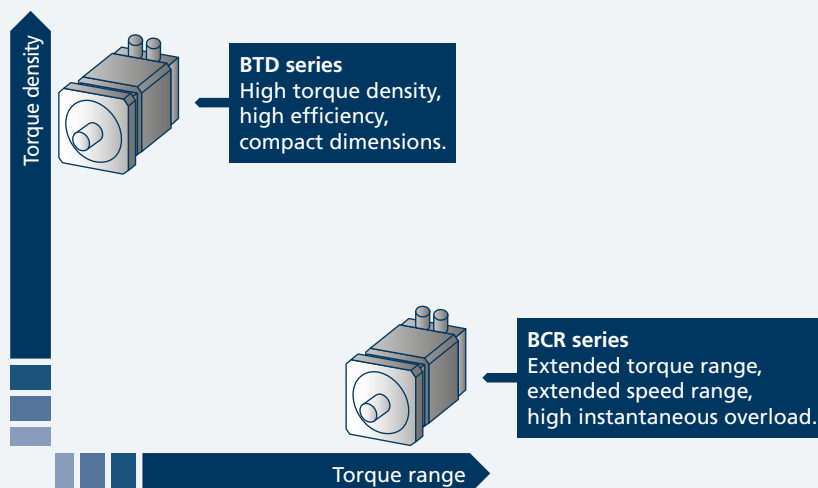 Torque density
BTD series
High torque density,
high efficiency,
compact dimensions.
BCR series
Extended torque range,
extended speed range,
high instantaneous overload.
Torque range